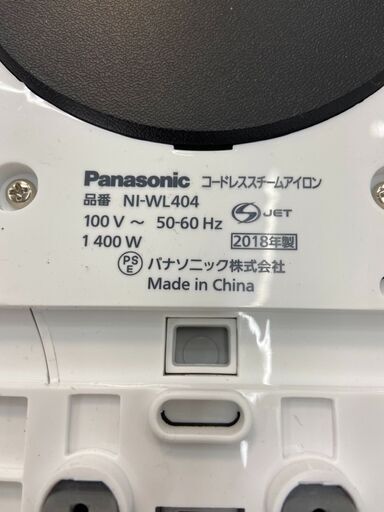 Panasonic コードレススチームアイロン
品番 NI-WL404
100 V ～ 50-60 Hz
S JET
1 400 W
2018年製
PS E パナソニック株式会社
Made in China